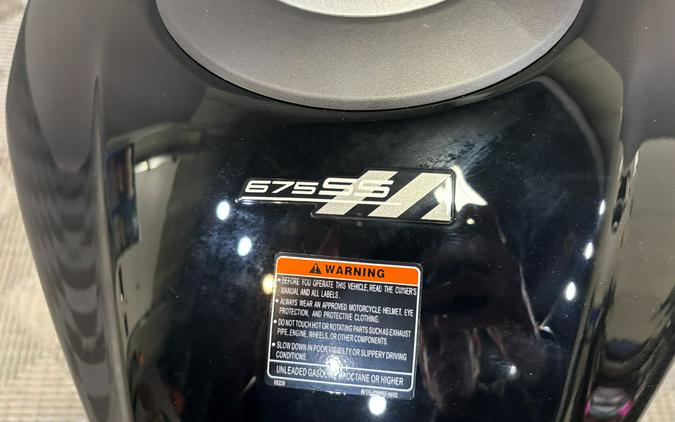 675SS
WARNING
• BEFORE YOU OPERATE THIS VEHICLE, READ THE OWNER'S
MANUAL AND ALL LABELS.
• ALWAYS WEAR AN APPROVED MOTORCYCLE HELMET, EYE
PROTECTION, AND PROTECTIVE CLOTHING.
• DO NOT TOUCH HOT OR ROTATING PARTS SUCH AS EXHAUST
PIPE, ENGINE, WHEELS, OR OTHER COMPONENTS.
• SLOW DOWN IN POOR VISIBILTY OR SLIPPERY DRIVING
CONDITIONS.
UNLEADED GASOLINE OCTANE OR HIGHER